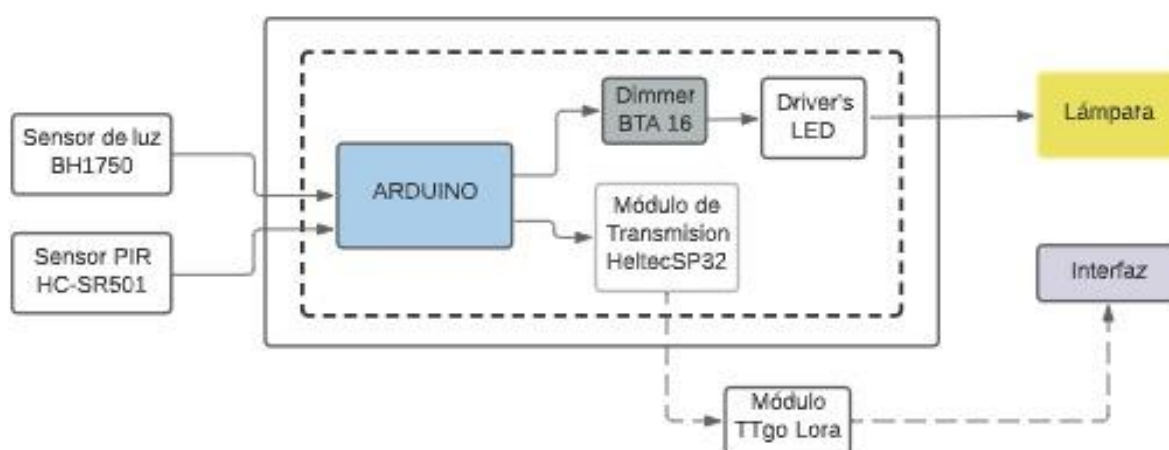 Sensor de luz
BH1750
Sensor PIR
HC-SR501
ARDUINO
Dimmer
BTA 16
Driver's
LED
Módulo de
Transmision
HeltecSP32
Lámpara
Interfaz
Módulo
TTgo Lora